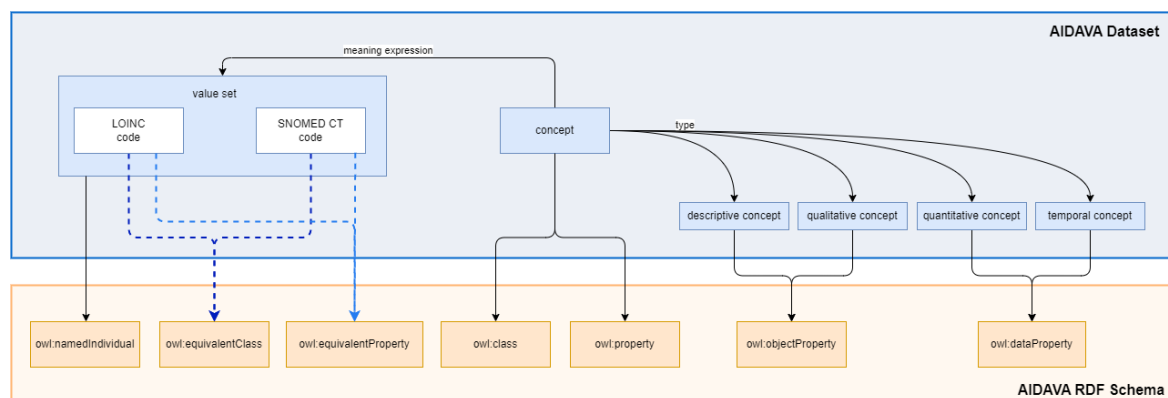 AIDAVA Dataset
meaning expression
value set
LOINC
code
SNOMED CT
code
concept
type
descriptive concept
qualitative concept
quantitative concept
temporal concept
owl:namedIndividual
owl:equivalentClass
owl:equivalentProperty
owl:class
owl:property
owl:objectProperty
owl:dataProperty
AIDAVA RDF Schema